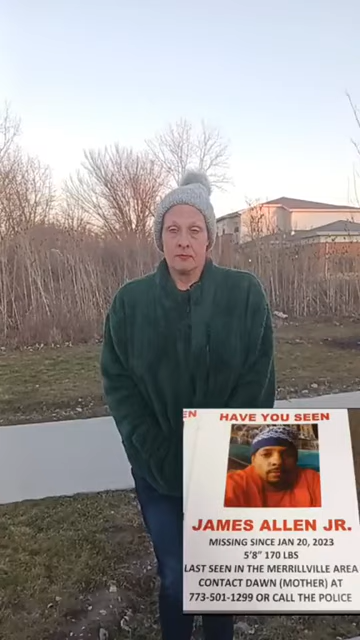 EN
HAVE YOU SEEN
JAMES ALLEN JR.
MISSING SINCE JAN 20, 2023
5'8" 170 LBS
LAST SEEN IN THE MERRILLVILLE AREA
CONTACT DAWN (MOTHER) AT
773-501-1299 OR CALL THE POLICE